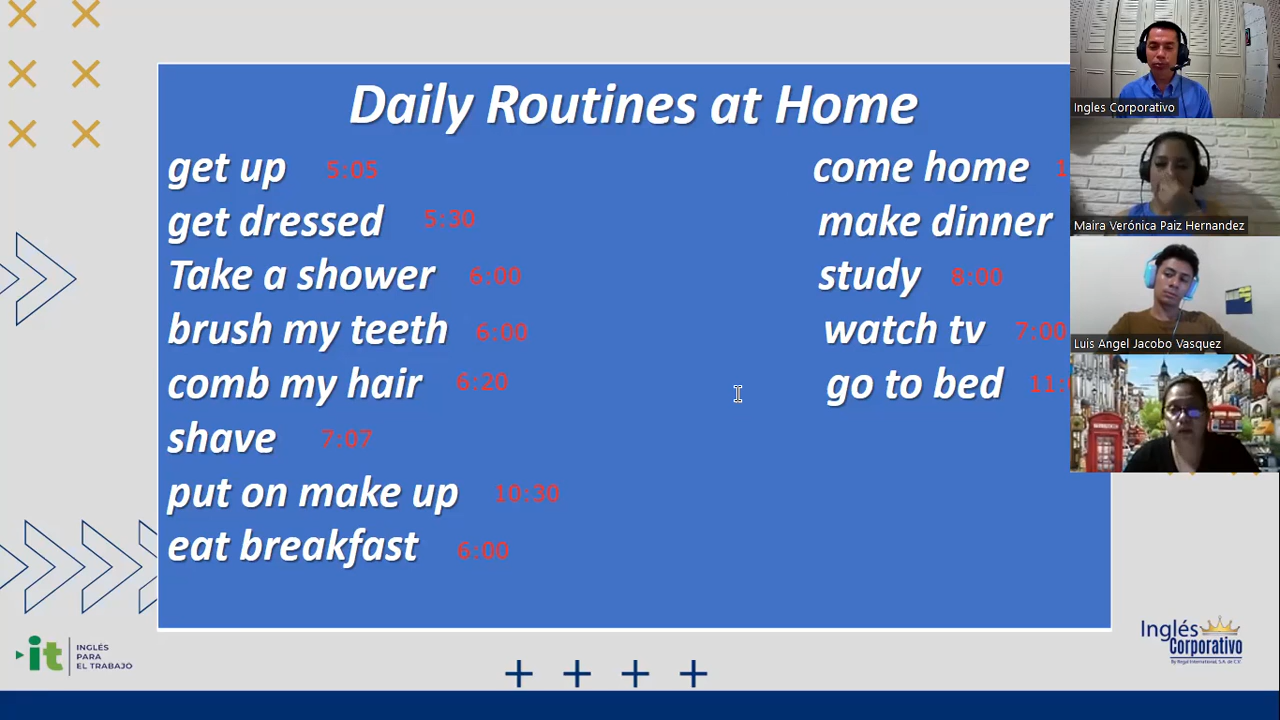 Daily Routines at Home
get up 5:05
get dressed 5:30
Take a shower 6:00
brush my teeth 6:00
comb my hair 6:20
shave 7:07
put on make up 10:30
eat breakfast 6:00
come home
make dinner
study 8:00
watch tv 7:00
go to bed
Ingles Corporativo
Maira Verónica Paiz Hernandez
Luis Angel Jacobo Vasquez
it INGLÉS
PARA
EL TRABAJO
Inglés
Corporativo